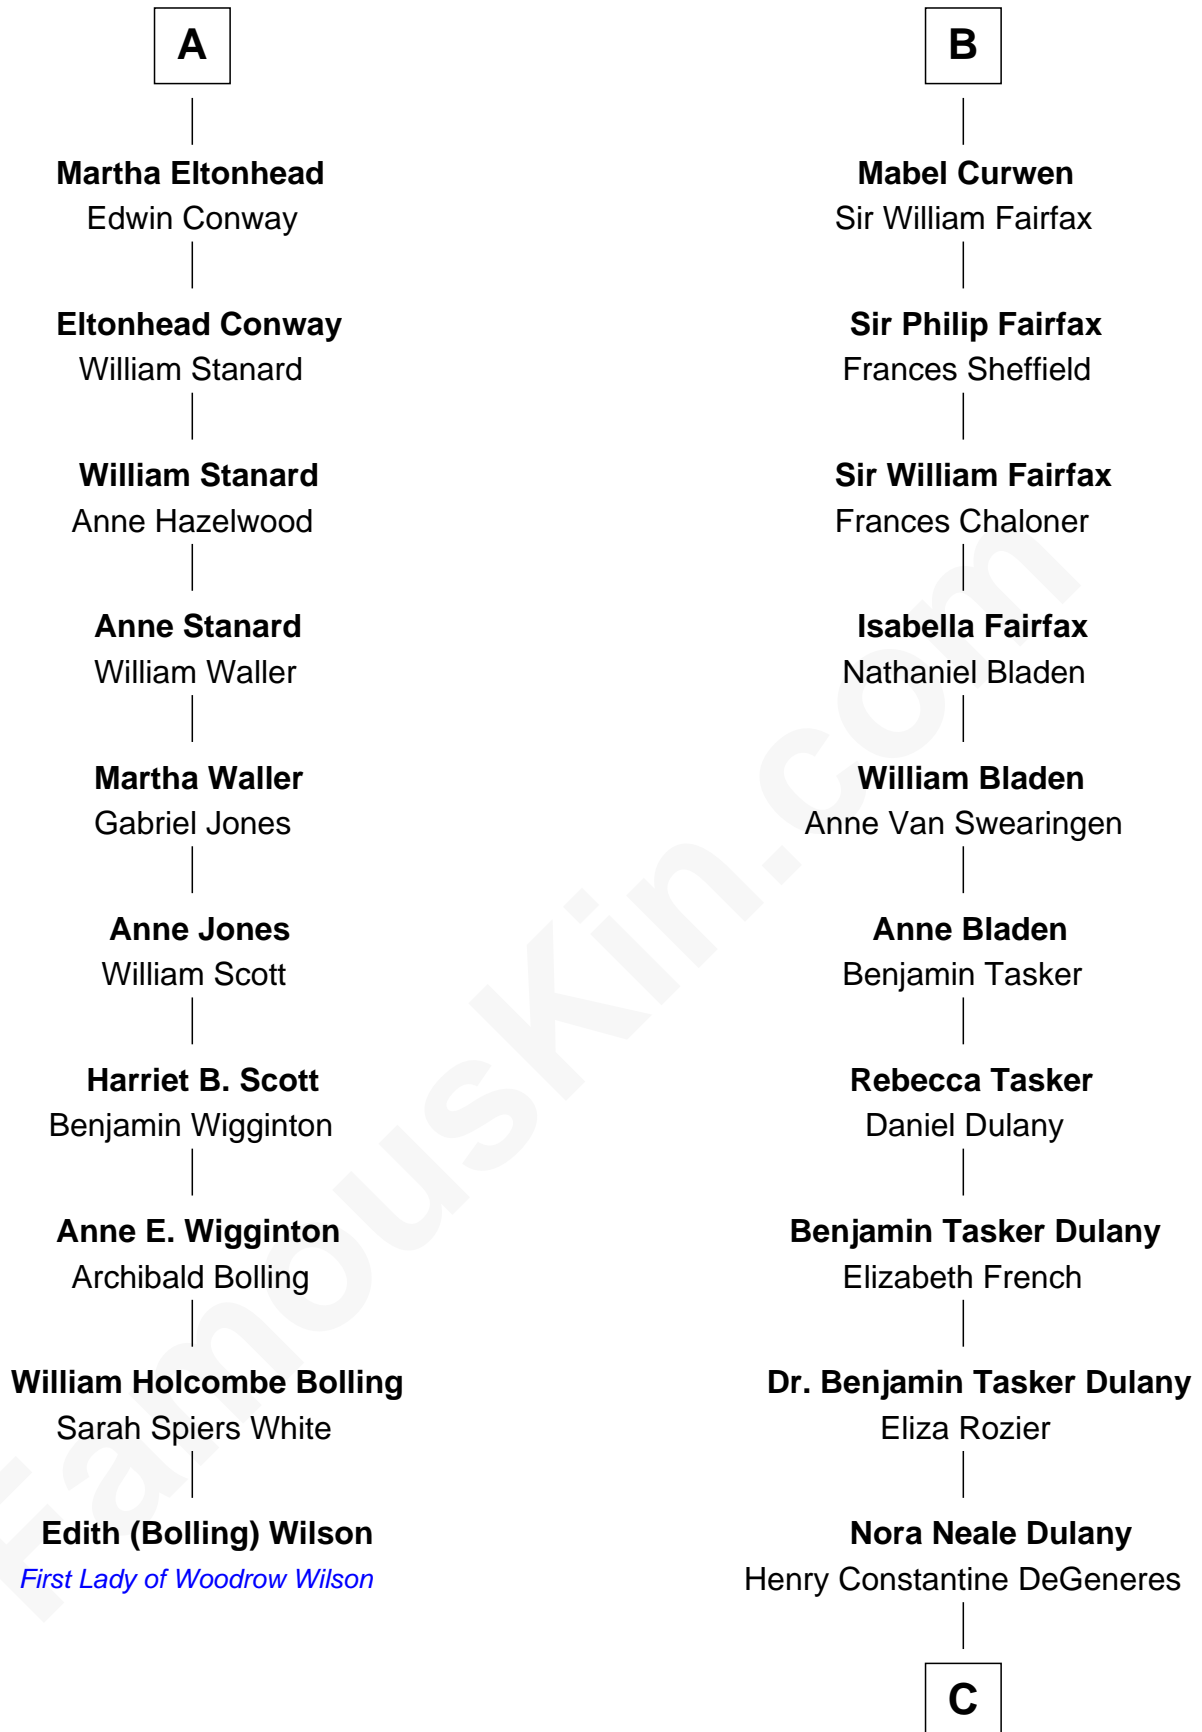 A
Martha Eltonhead
Edwin Conway
Eltonhead Conway
William Stanard
William Stanard
Anne Hazelwood
Anne Stanard
William Waller
Martha Waller
Gabriel Jones
Anne Jones
William Scott
Harriet B. Scott
Benjamin Wigginton
Anne E. Wigginton
Archibald Bolling
William Holcombe Bolling
Sarah Spiers White
Edith (Bolling) Wilson
First Lady of Woodrow Wilson
B
Mabel Curwen
Sir William Fairfax
Sir Philip Fairfax
Frances Sheffield
Sir William Fairfax
Frances Chaloner
Isabella Fairfax
Nathaniel Bladen
William Bladen
Anne Van Swearingen
Anne Bladen
Benjamin Tasker
Rebecca Tasker
Daniel Dulany
Benjamin Tasker Dulany
Elizabeth French
Dr. Benjamin Tasker Dulany
Eliza Rozier
Nora Neale Dulany
Henry Constantine DeGeneres
C
FamousKin.com